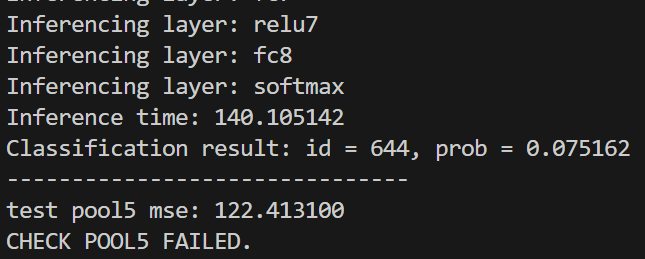 Inferencing layer: relu7
Inferencing layer: fc8
Inferencing layer: softmax
Inference time: 140.105142
Classification result: id = 644, prob = 0.075162
-------------------------------
test pool5 mse: 122.413100
CHECK POOL5 FAILED.